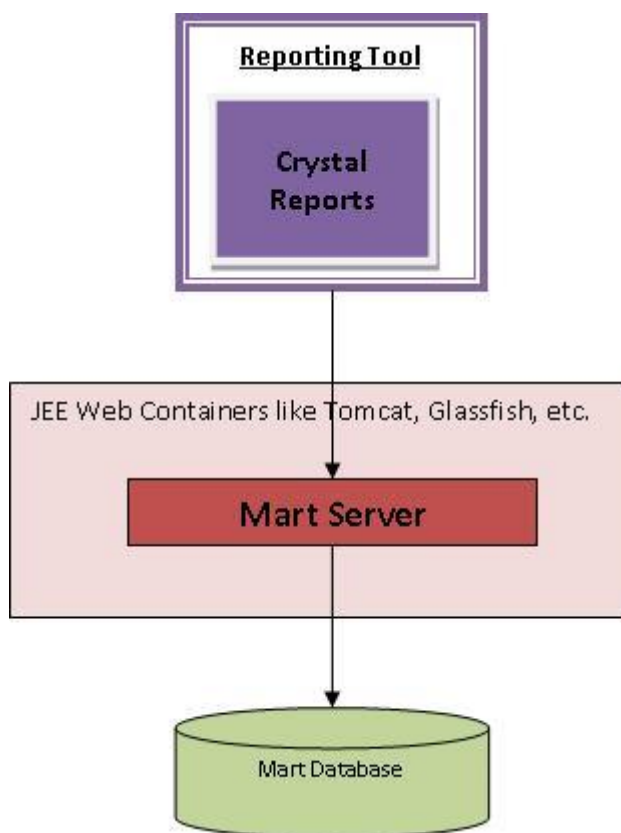 Reporting Tool
Crystal
Reports
JEE Web Containers like Tomcat, Glassfish, etc.
Mart Server
Mart Database